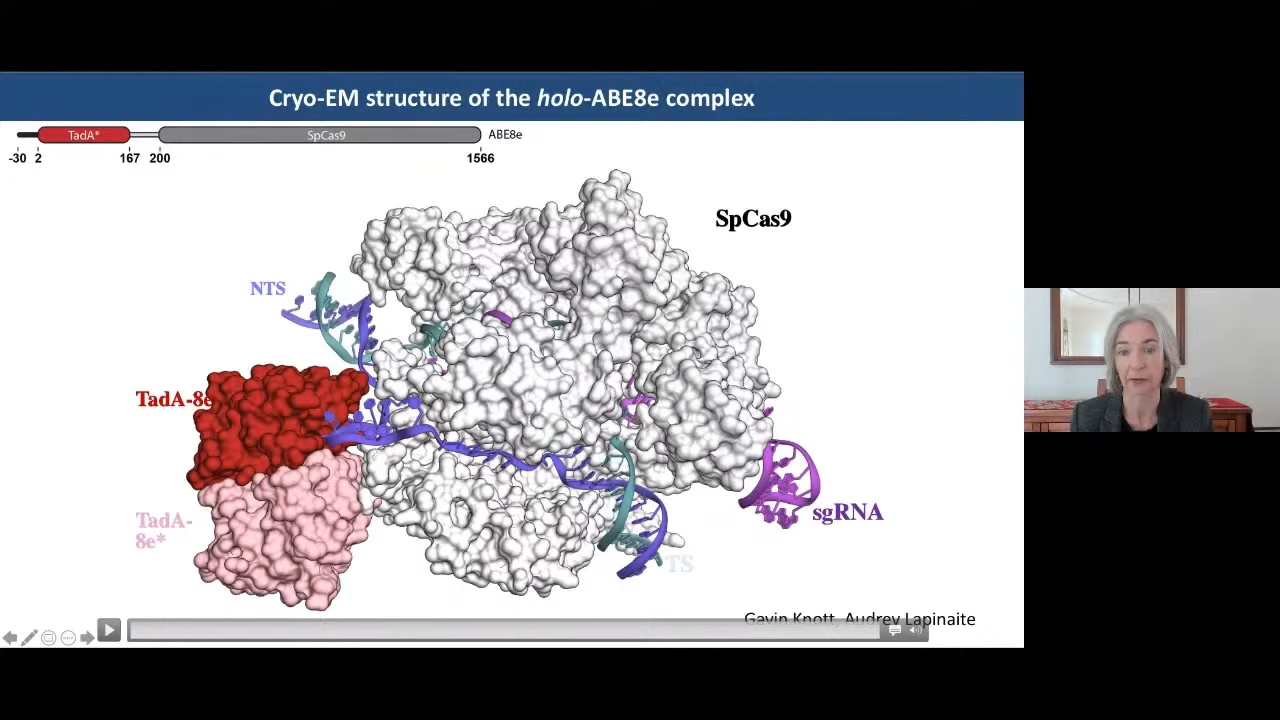 Cryo-EM structure of the holo-ABE8e complex
TadA*
SpCas9
ABE8e
-30 2 167 200 1566
SpCas9
NTS
TadA-8e
TadA-
8e*
sgRNA
TS
Gavin Knott, Audrey Lapinaite